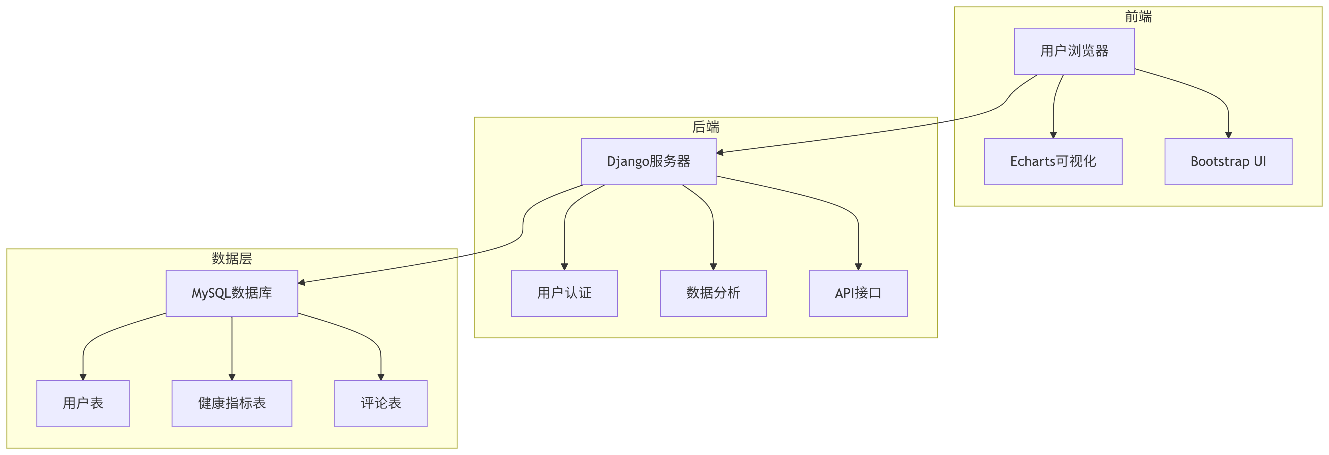 前端
用户浏览器
Echarts可视化
Bootstrap UI
后端
Django服务器
用户认证
数据分析
API接口
数据层
MySQL数据库
用户表
健康指标表
评论表